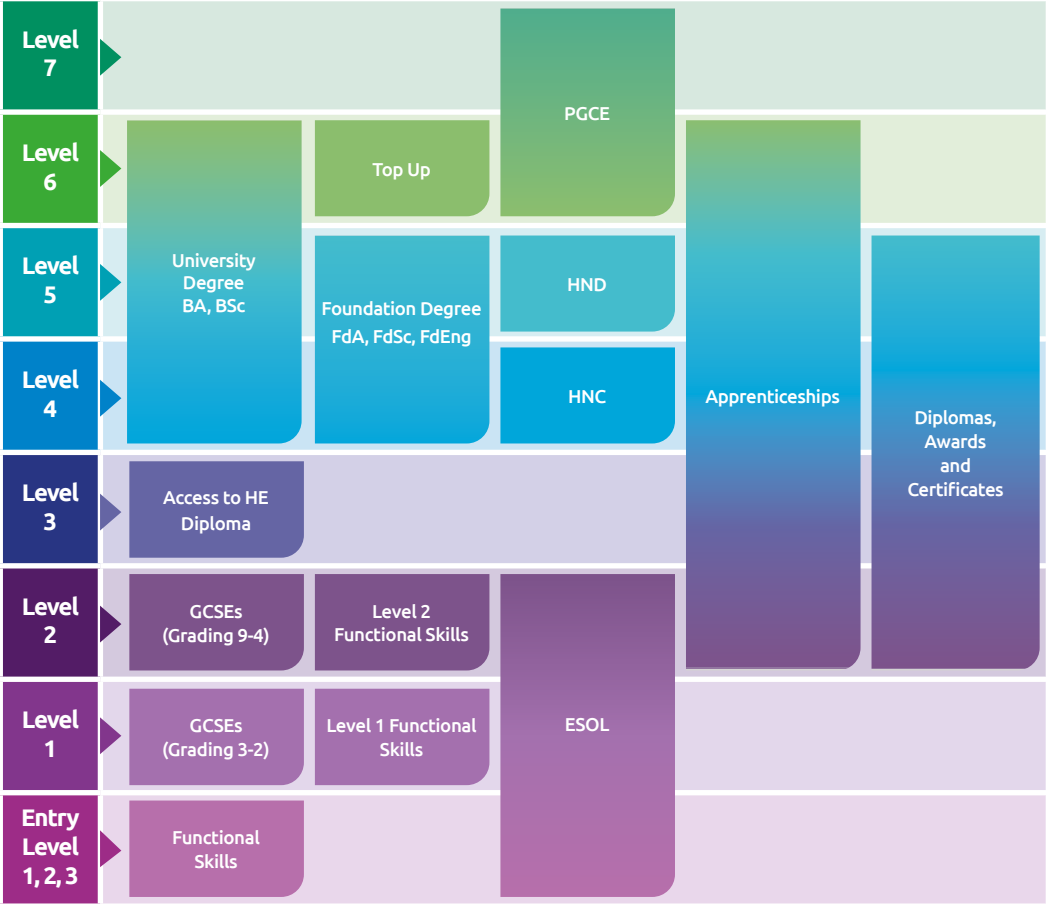 Level
7
PGCE
Level
6
Top Up
Level
5
University
Degree
BA, BSc
Foundation Degree
FdA, FdSc, FdEng
HND
Level
4
HNC
Apprenticeships
Diplomas,
Awards
and
Certificates
Level
3
Access to HE
Diploma
Level
2
GCSEs
(Grading 9-4)
Level 2
Functional Skills
Level
1
GCSEs
(Grading 3-2)
Level 1 Functional
Skills
ESOL
Entry
Level
1, 2, 3
Functional
Skills